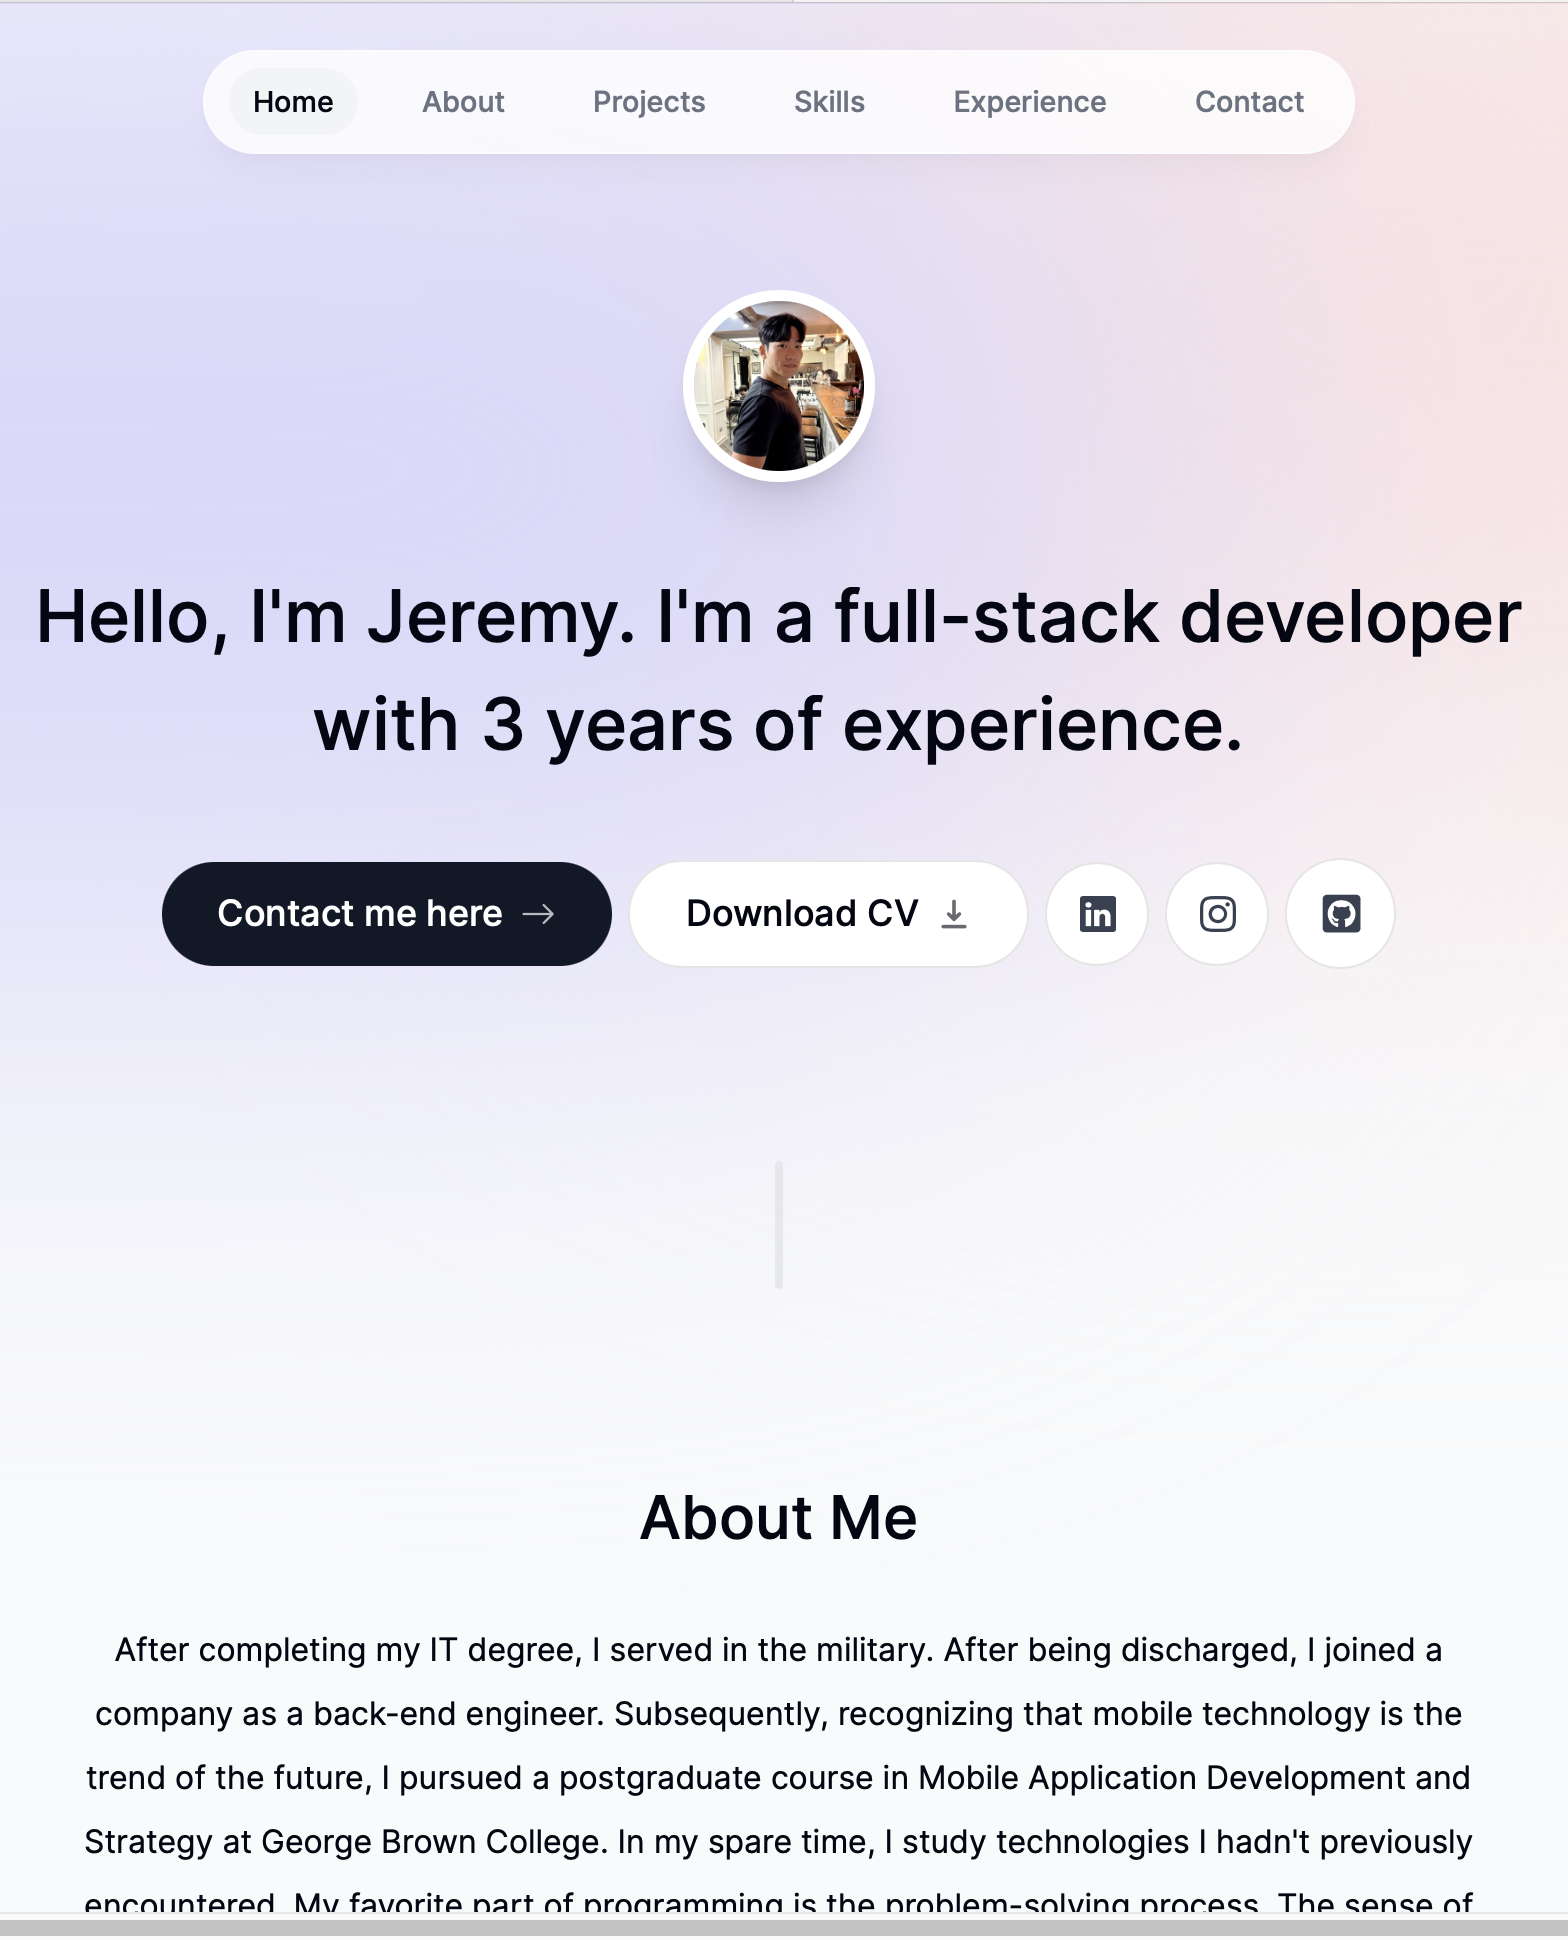 Home About Projects Skills Experience Contact
Hello, I'm Jeremy. I'm a full-stack developer
with 3 years of experience.
Contact me here → Download CV in
About Me
After completing my IT degree, I served in the military. After being discharged, I joined a
company as a back-end engineer. Subsequently, recognizing that mobile technology is the
trend of the future, I pursued a postgraduate course in Mobile Application Development and
Strategy at George Brown College. In my spare time, I study technologies I hadn't previously
encountered. My favorite part of programming is the problem-solving process. The sense of